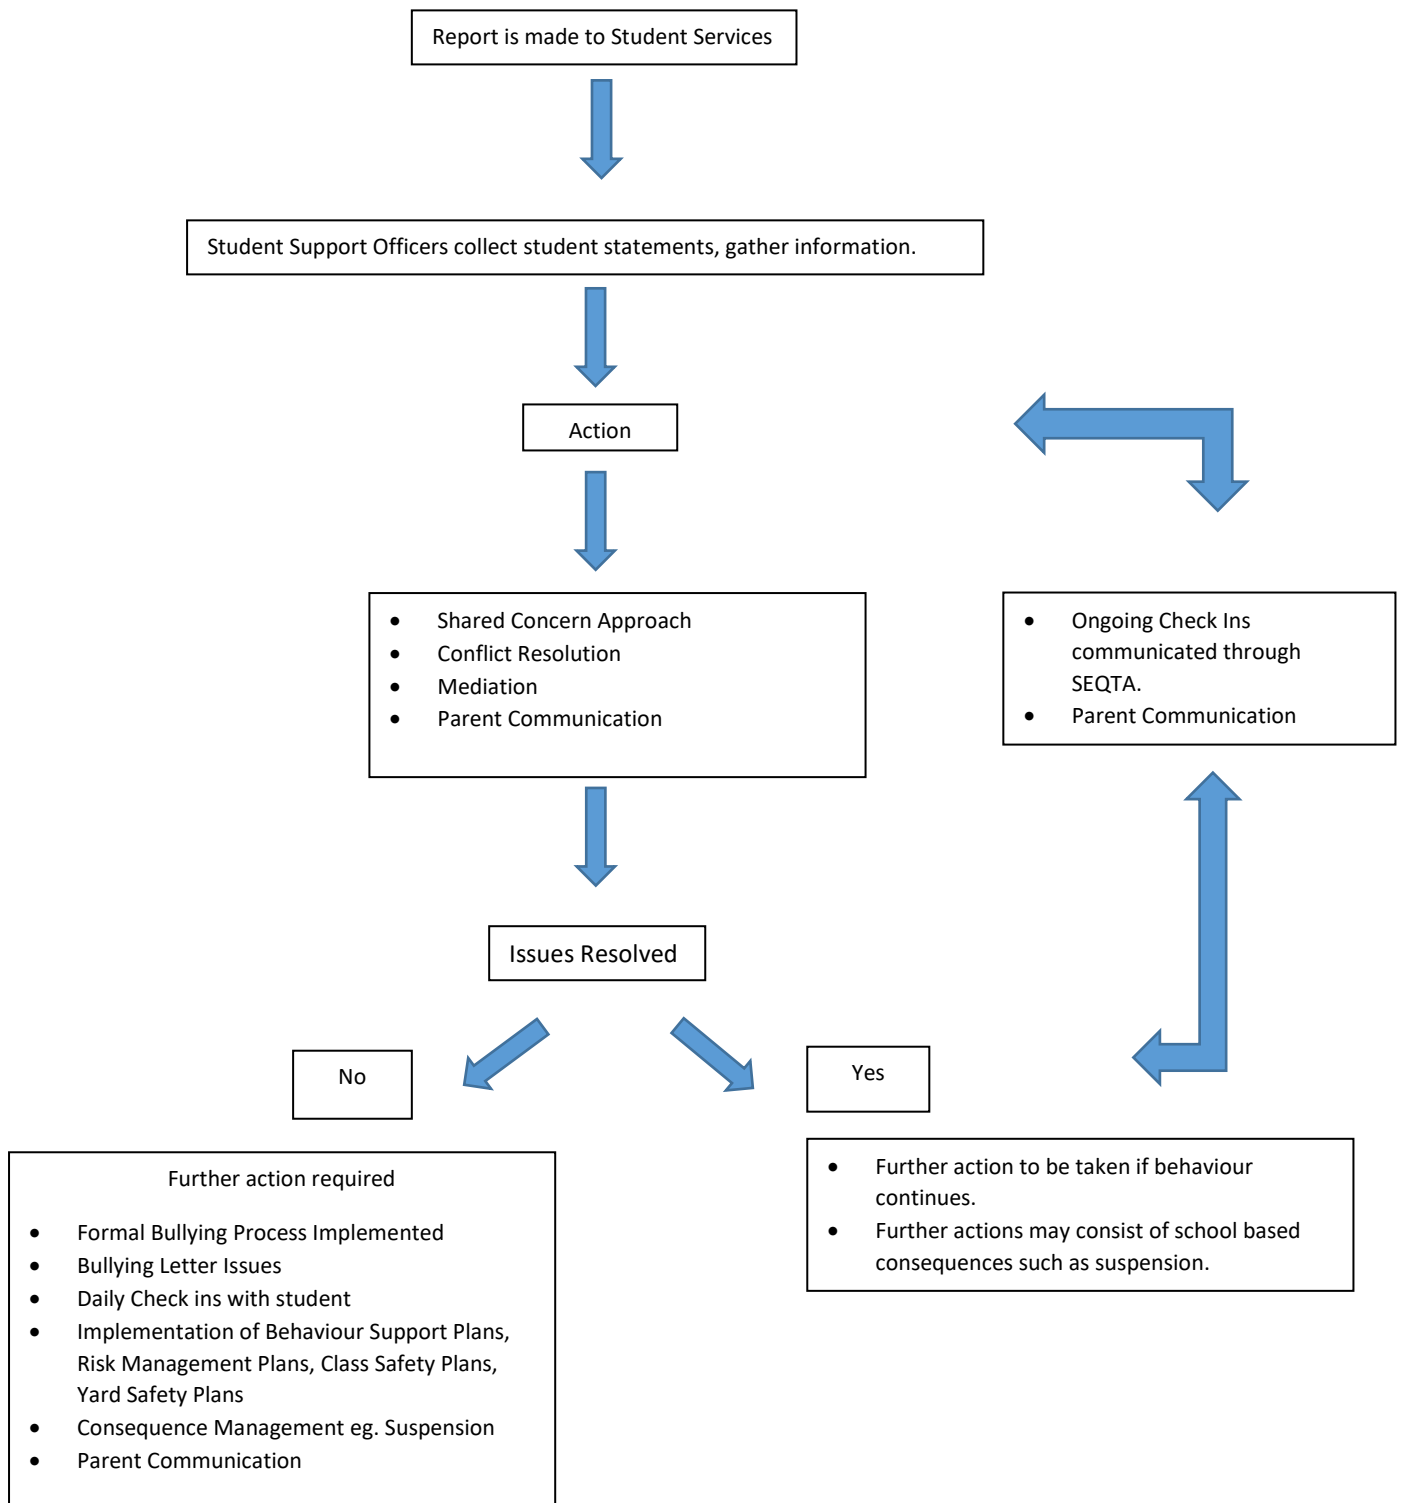 Report is made to Student Services
Student Support Officers collect student statements, gather information.
Action
• Shared Concern Approach
• Conflict Resolution
• Mediation
• Parent Communication
• Ongoing Check Ins
communicated through
SEQTA.
• Parent Communication
Issues Resolved
No
Yes
Further action required
• Formal Bullying Process Implemented
• Bullying Letter Issues
• Daily Check ins with student
• Implementation of Behaviour Support Plans,
Risk Management Plans, Class Safety Plans,
Yard Safety Plans
• Consequence Management eg. Suspension
• Parent Communication
• Further action to be taken if behaviour
continues.
• Further actions may consist of school based
consequences such as suspension.